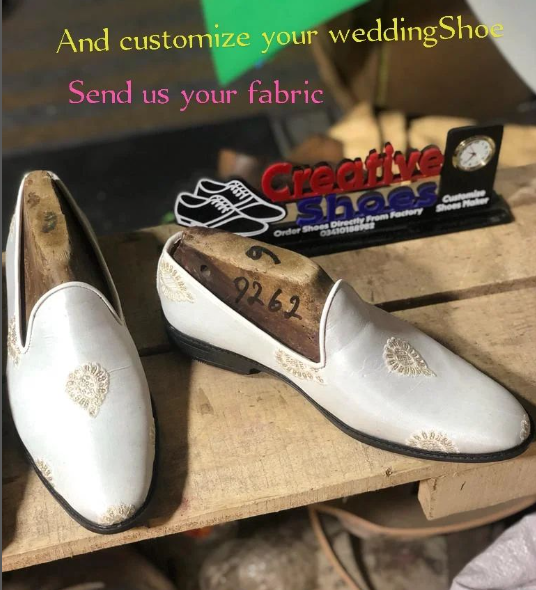 And customize your weddingShoe
Send us your fabric
Creative
Shoes
Customize
Shoes Maker
Order Shoes Directly From Factory
03410188982
9262